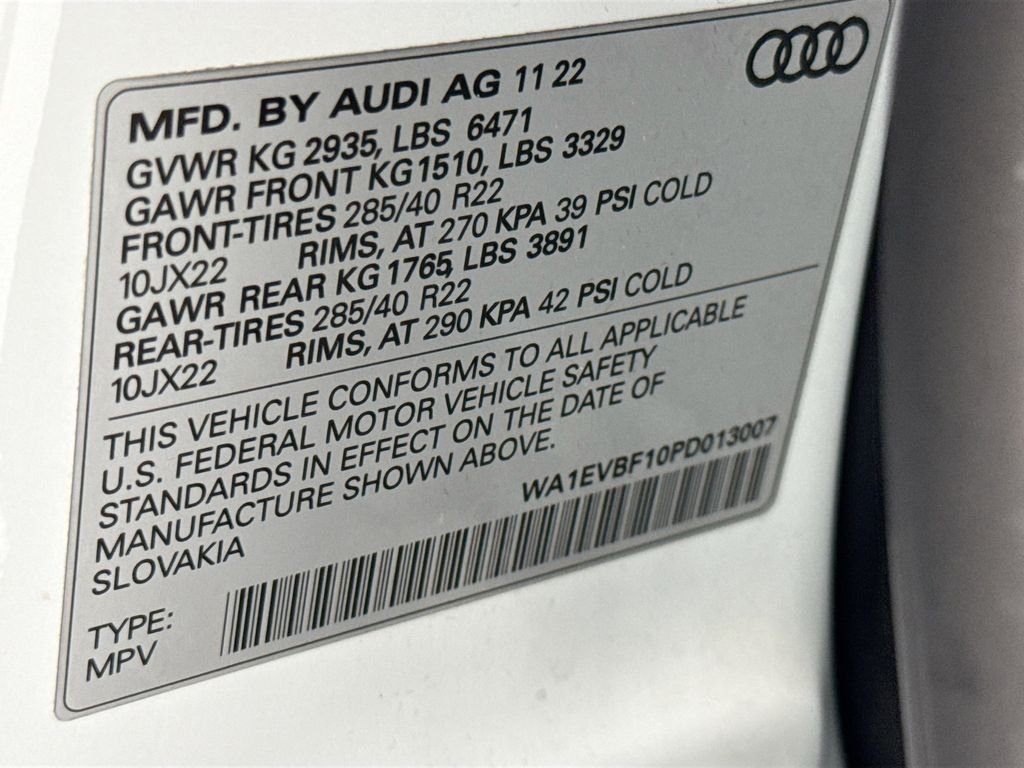 MFD. BY AUDI AG 11 22
GVWR KG 2935, LBS 6471
GAWR FRONT KG1510, LBS 3329
FRONT-TIRES 285/40 R22
10JX22 RIMS, AT 270 KPA 39 PSI COLD
GAWR REAR KG 1765, LBS 3891
REAR-TIRES 285/40 R22
10JX22 RIMS, AT 290 KPA 42 PSI COLD
THIS VEHICLE CONFORMS TO ALL APPLICABLE
U.S. FEDERAL MOTOR VEHICLE SAFETY
STANDARDS IN EFFECT ON THE DATE OF
MANUFACTURE SHOWN ABOVE.
WA1EVBF10PD013007
SLOVAKIA
TYPE:
MPV